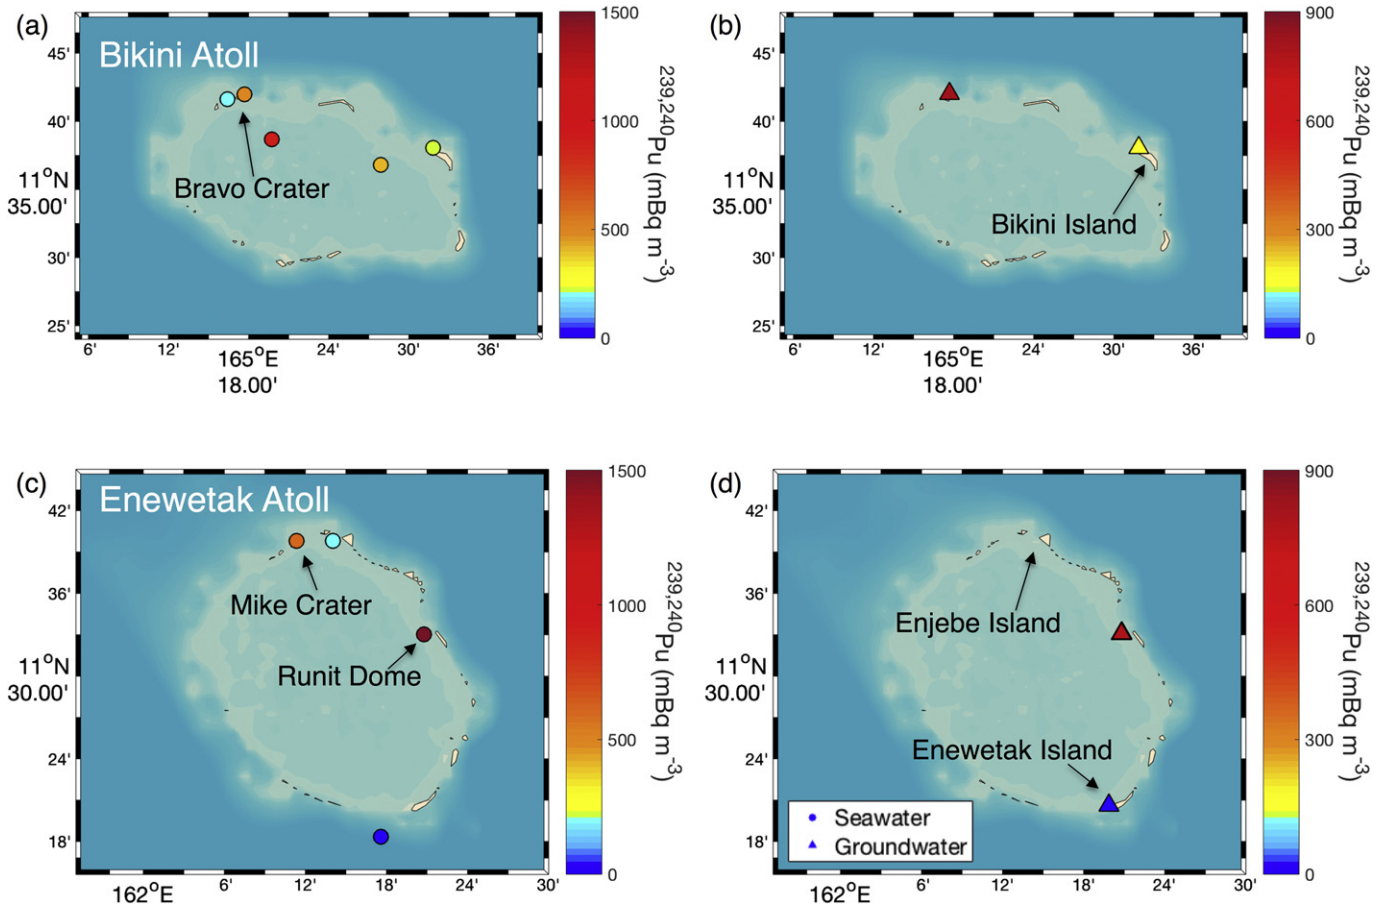 (a)
Bikini Atoll
Bravo Crater
45'
40'
11°N
35.00'
30'
25'
6'
12'
165°E
18.00'
24'
30'
36'
1500
1000
500
0
239,240Pu (mBq m-3)
(b)
Bikini Island
45'
40'
11°N
35.00'
30'
25'
6'
12'
165°E
18.00'
24'
30'
36'
900
600
300
0
239,240Pu (mBq m-3)
(c)
Enewetak Atoll
Mike Crater
Runit Dome
42'
36'
11°N
30.00'
24'
18'
162°E
6'
12'
18'
24'
30'
1500
1000
500
0
239,240Pu (mBq m-3)
(d)
Enjebe Island
Enewetak Island
Seawater
Groundwater
42'
36'
11°N
30.00'
24'
18'
162°E
6'
12'
18'
24'
30'
900
600
300
0
239,240Pu (mBq m-3)